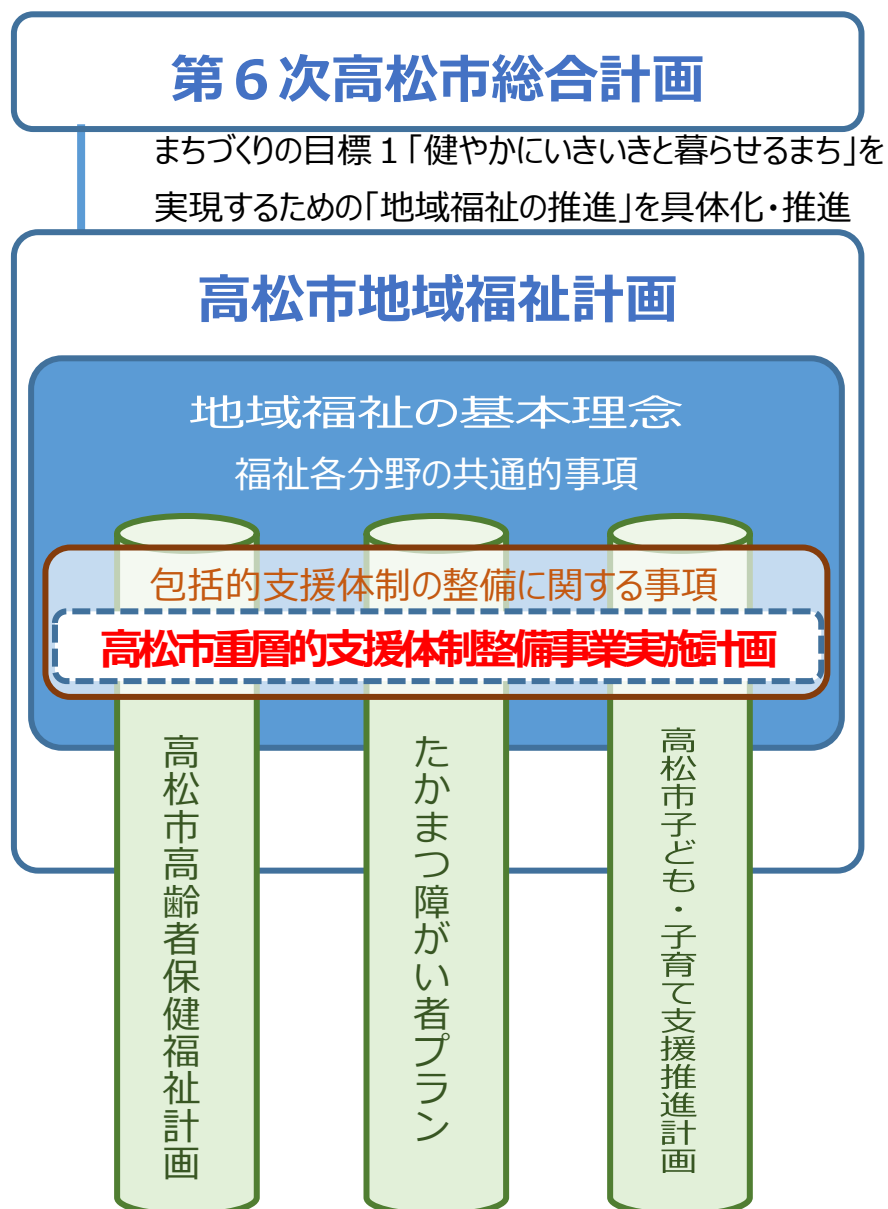 第６次高松市総合計画
まちづくりの目標１「健やかにいきいきと暮らせるまち」を
実現するための「地域福祉の推進」を具体化・推進
高松市地域福祉計画
地域福祉の基本理念
福祉各分野の共通的事項
包括的支援体制の整備に関する事項
高松市重層的支援体制整備事業実施計画
高松市高齢者保健福祉計画
たかまつ障がい者プラン
高松市子ども・子育て支援推進計画